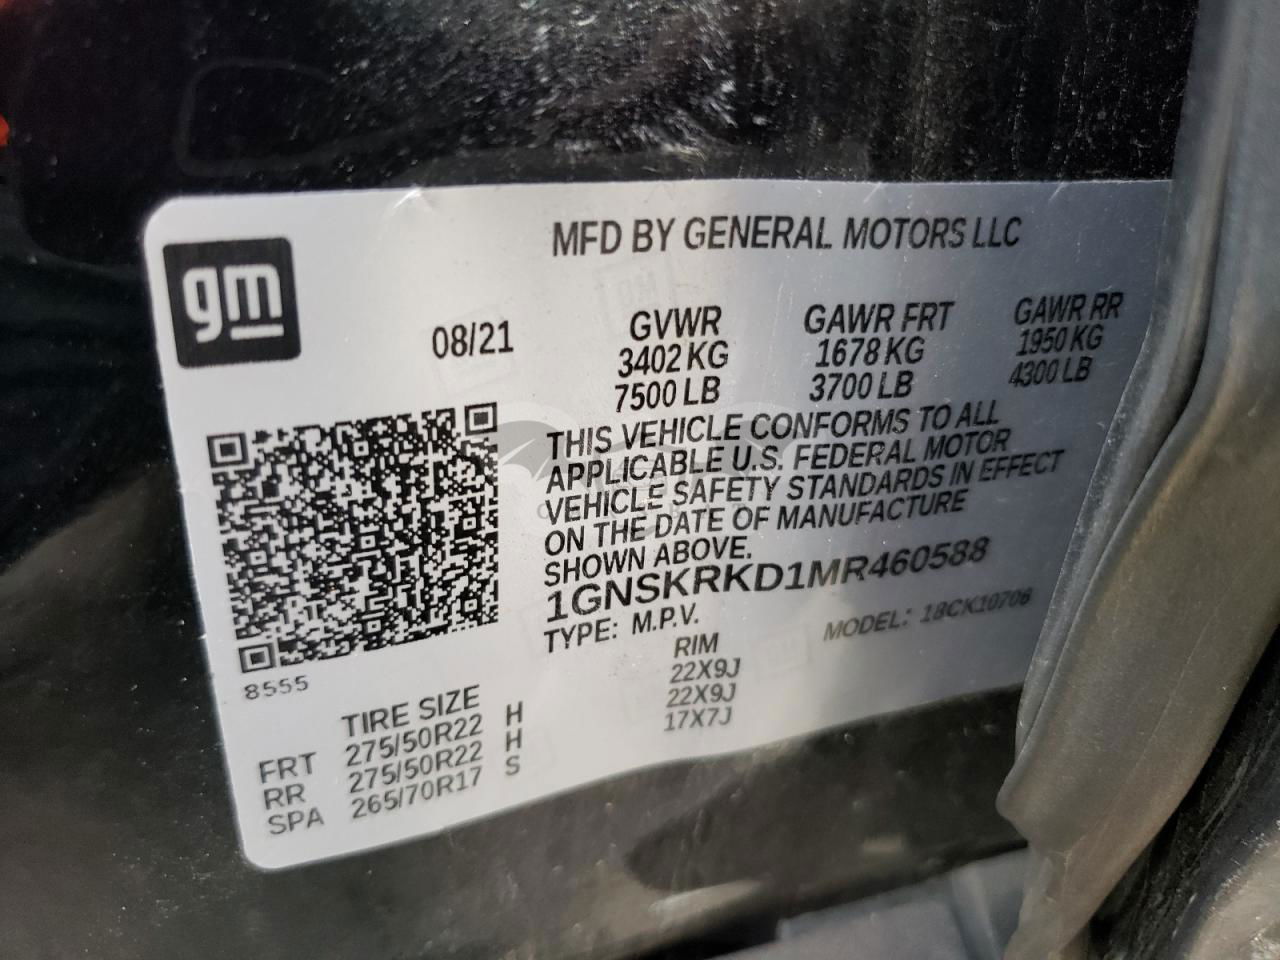 gm
MFD BY GENERAL MOTORS LLC
08/21
GVWR GAWR FRT GAWR RR
3402 KG 1678 KG 1950 KG
7500 LB 3700 LB 4300 LB
THIS VEHICLE CONFORMS TO ALL
APPLICABLE U.S. FEDERAL MOTOR
VEHICLE SAFETY STANDARDS IN EFFECT
ON THE DATE OF MANUFACTURE
SHOWN ABOVE.
1GNSKRKD1MR460588
TYPE: M.P.V. MODEL: 18CK10706
8555
TIRE SIZE RIM
FRT 275/50R22 H 22X9J
RR 275/50R22 H 22X9J
SPA 265/70R17 S 17X7J